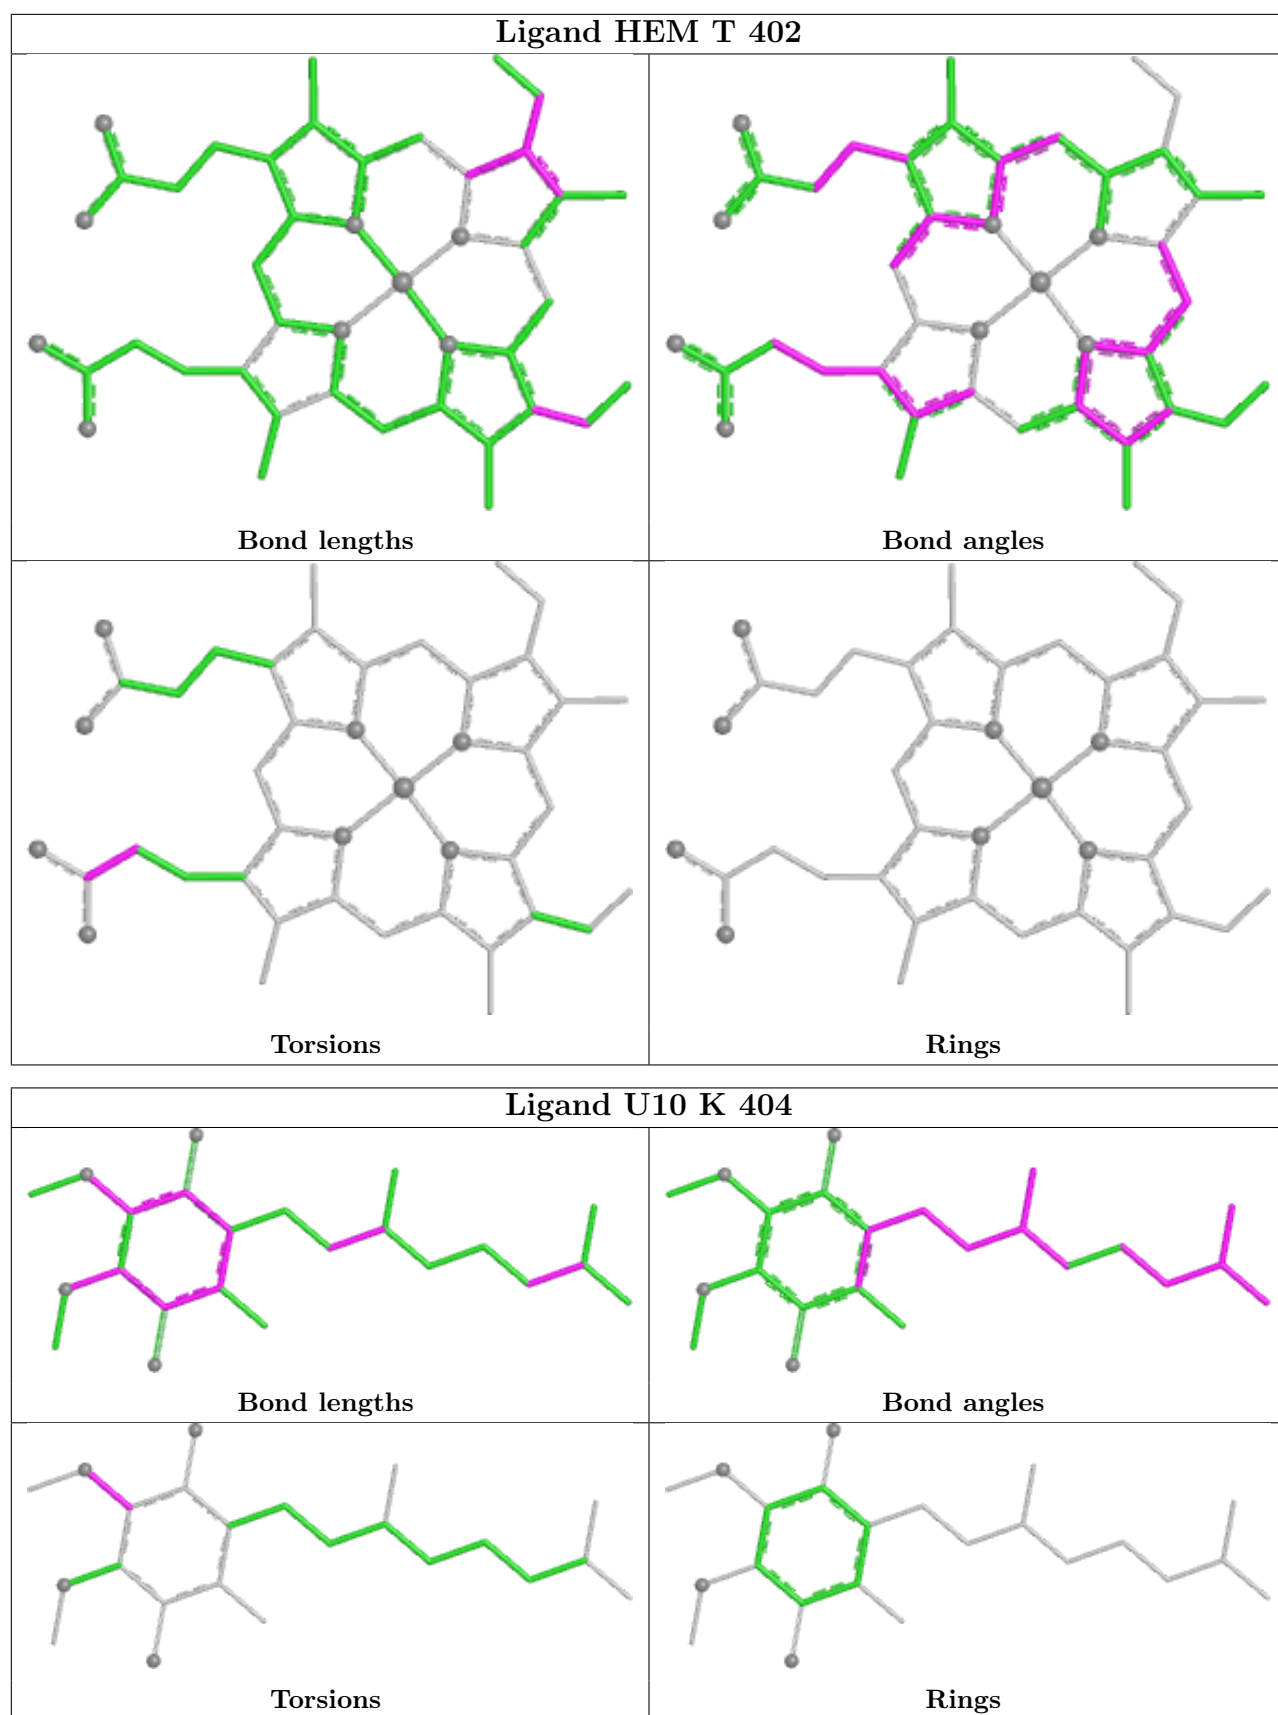 Ligand HEM T 402
Bond lengths
Bond angles
Torsions
Rings
Ligand U10 K 404
Bond lengths
Bond angles
Torsions
Rings